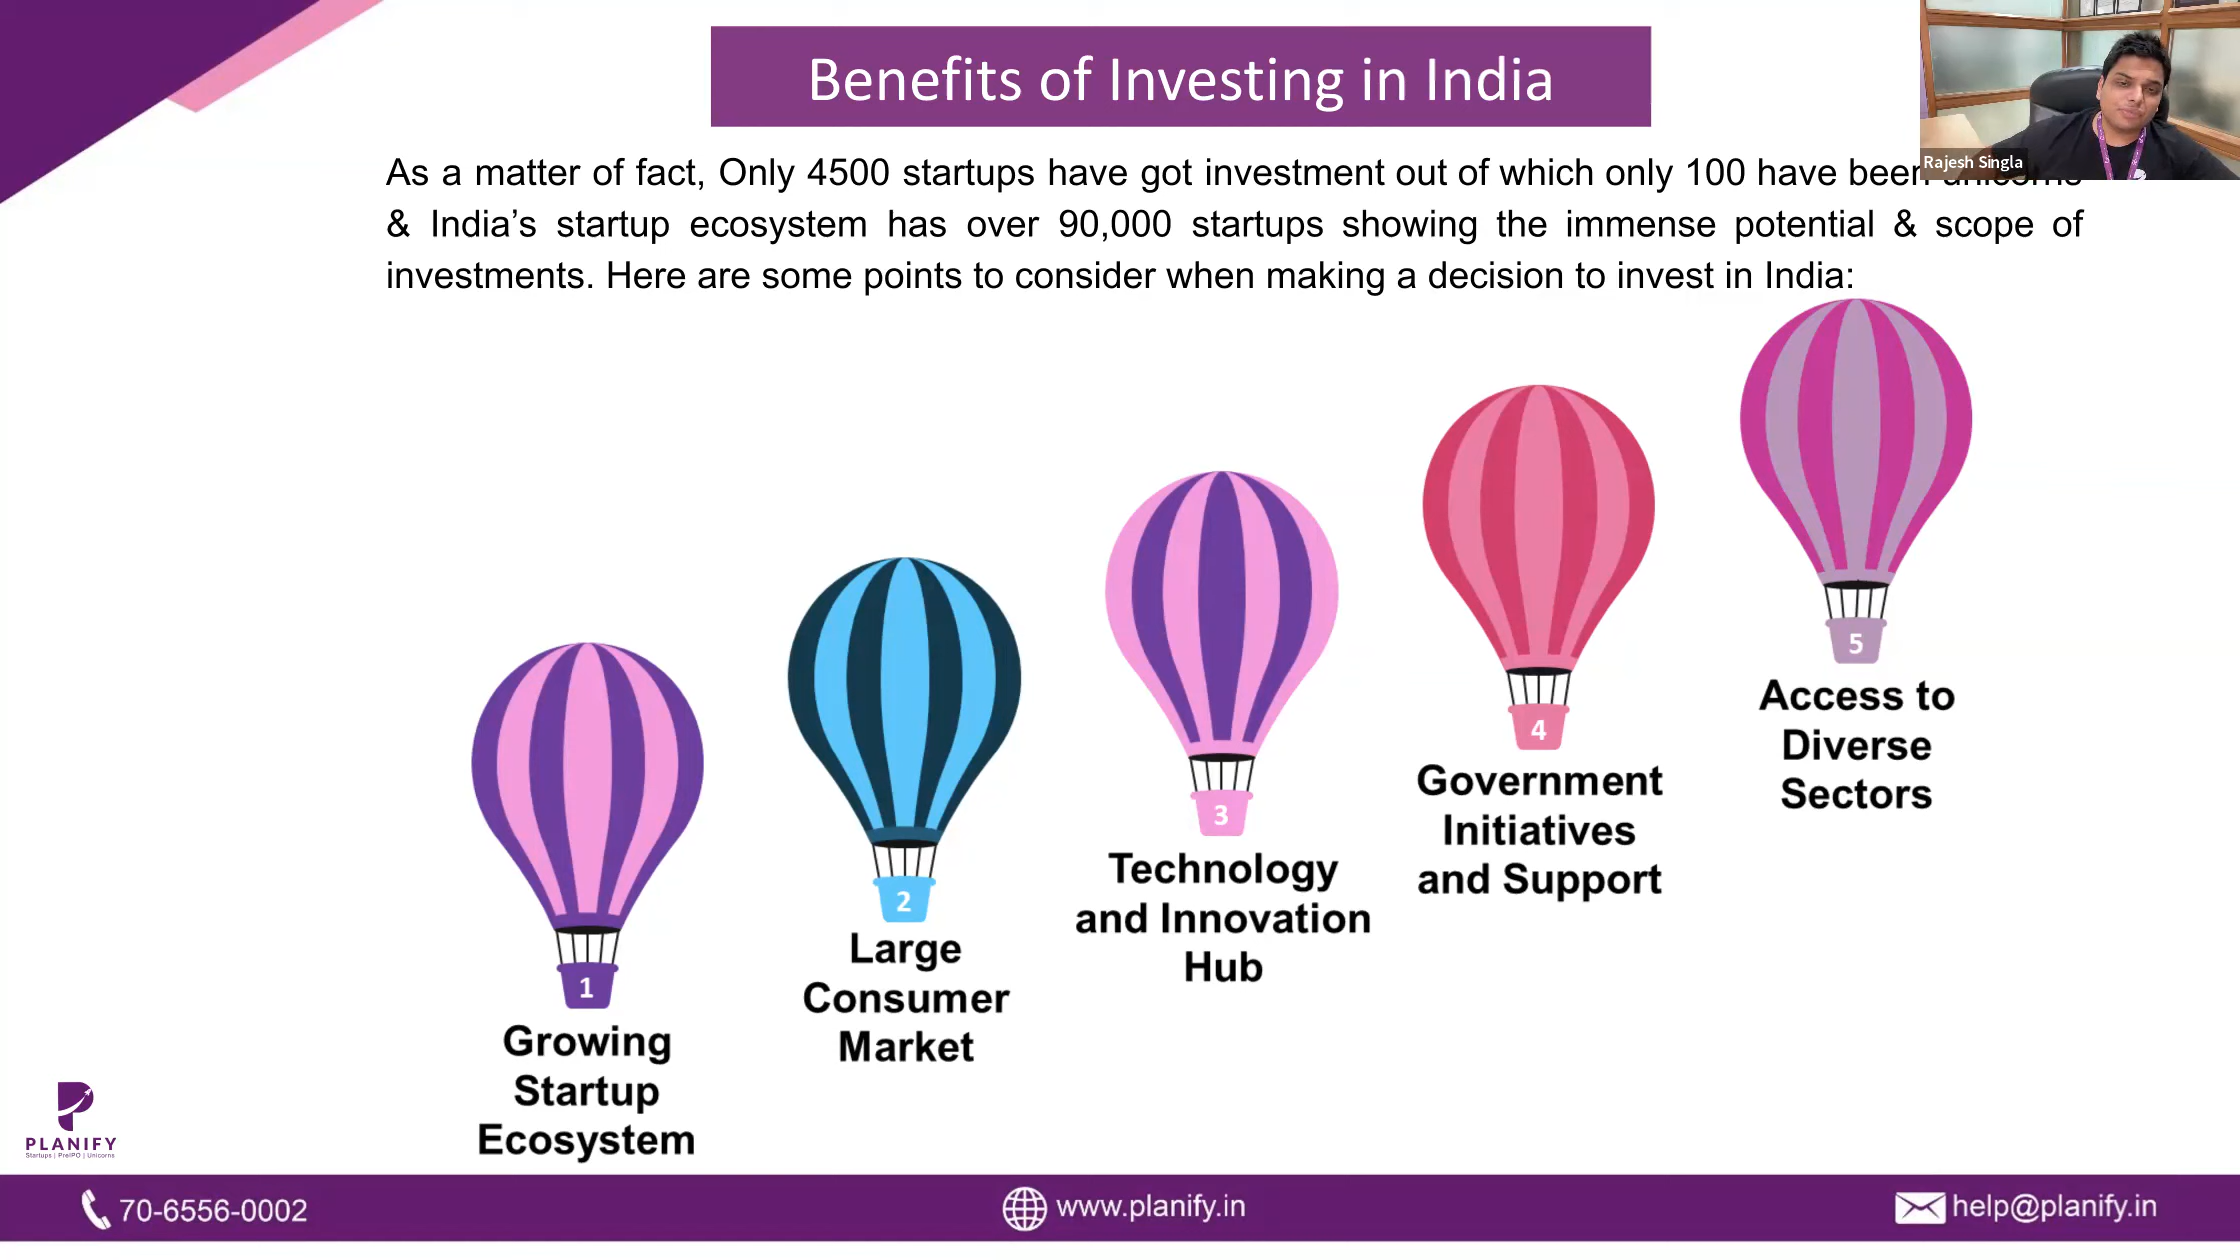 Benefits of Investing in India
Rajesh Singla
As a matter of fact, Only 4500 startups have got investment out of which only 100 have been unicorns
& India’s startup ecosystem has over 90,000 startups showing the immense potential & scope of
investments. Here are some points to consider when making a decision to invest in India:
1
Growing
Startup
Ecosystem
2
Large
Consumer
Market
3
Technology
and Innovation
Hub
4
Government
Initiatives
and Support
5
Access to
Diverse
Sectors
PLANIFY
Startups | PreIPO | Unicorns
70-6556-0002
www.planify.in
help@planify.in